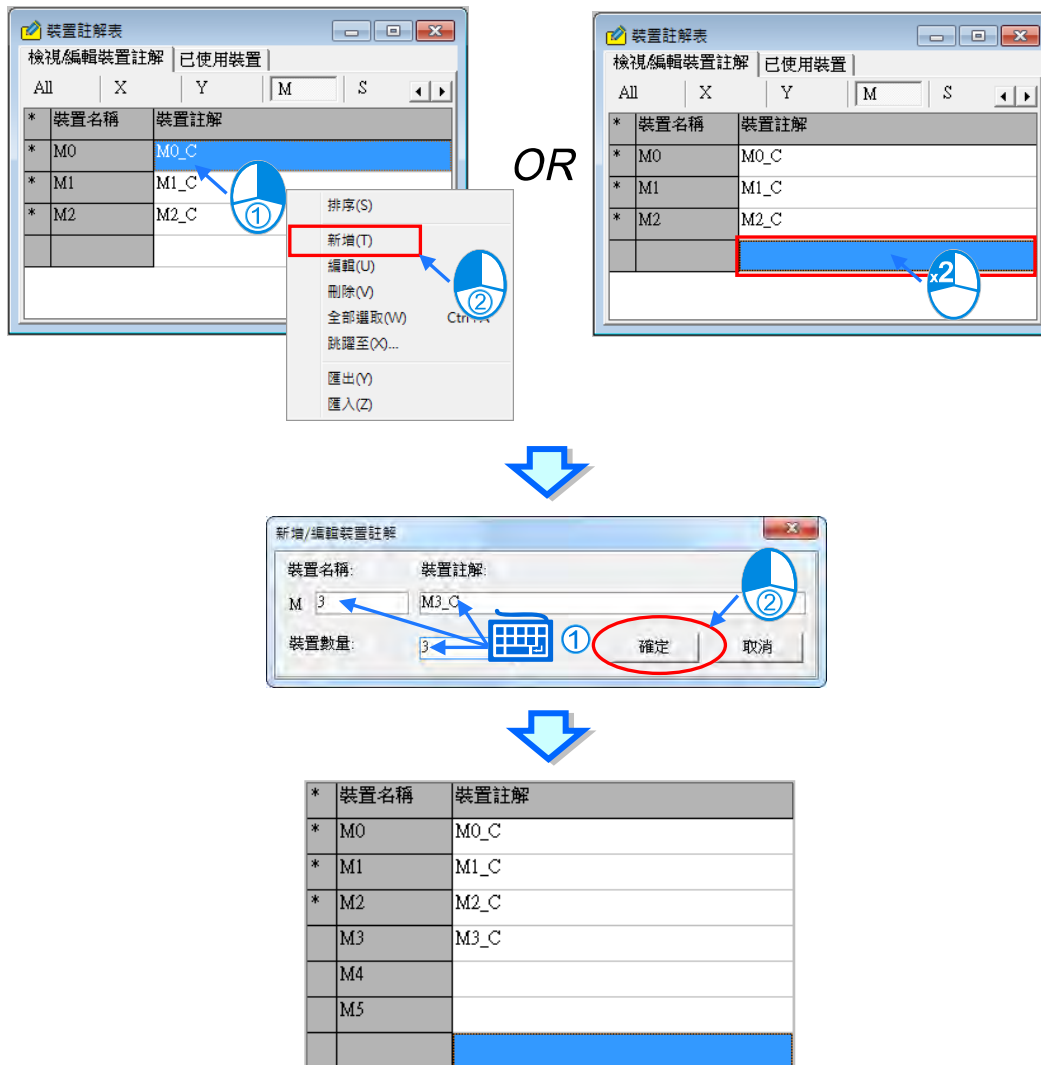 裝置註解表
檢視/編輯裝置註解 已使用裝置
All X Y M S
* 裝置名稱 裝置註解
* M0 M0_C
* M1 M1_C
* M2 M2_C
①
排序(S)
新增(T)
編輯(U)
刪除(V)
全部選取(W)
跳躍至(X)...
匯出(Y)
匯入(Z)
②
OR
裝置註解表
檢視/編輯裝置註解 已使用裝置
All X Y M S
* 裝置名稱 裝置註解
* M0 M0_C
* M1 M1_C
* M2 M2_C
x2
新增/編輯裝置註解
裝置名稱: 裝置註解:
M 3 M3_C
②
裝置數量: 3 ① 確定 取消
* 裝置名稱 裝置註解
* M0 M0_C
* M1 M1_C
* M2 M2_C
M3 M3_C
M4
M5